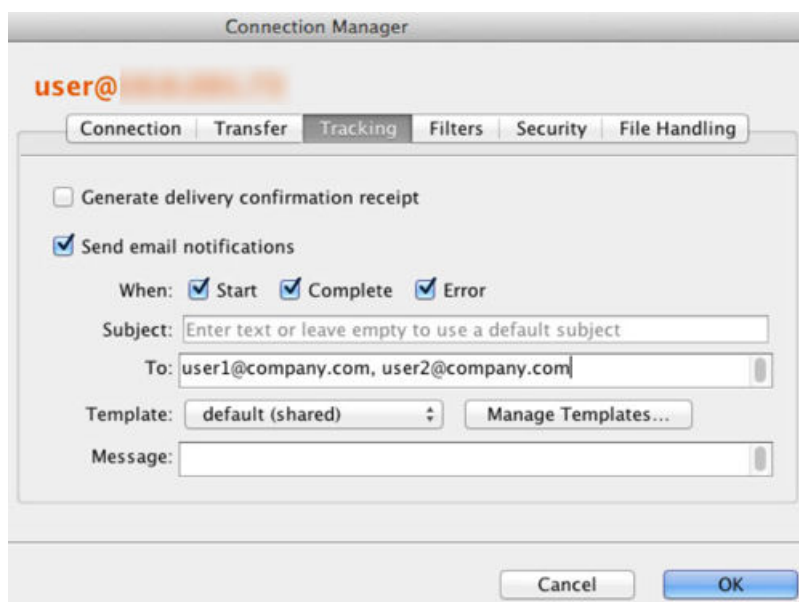 Connection Manager
user@
Connection Transfer Tracking Filters Security File Handling
Generate delivery confirmation receipt
Send email notifications
When: Start Complete Error
Subject: Enter text or leave empty to use a default subject
To: user1@company.com, user2@company.com
Template: default (shared) Manage Templates...
Message:
Cancel OK